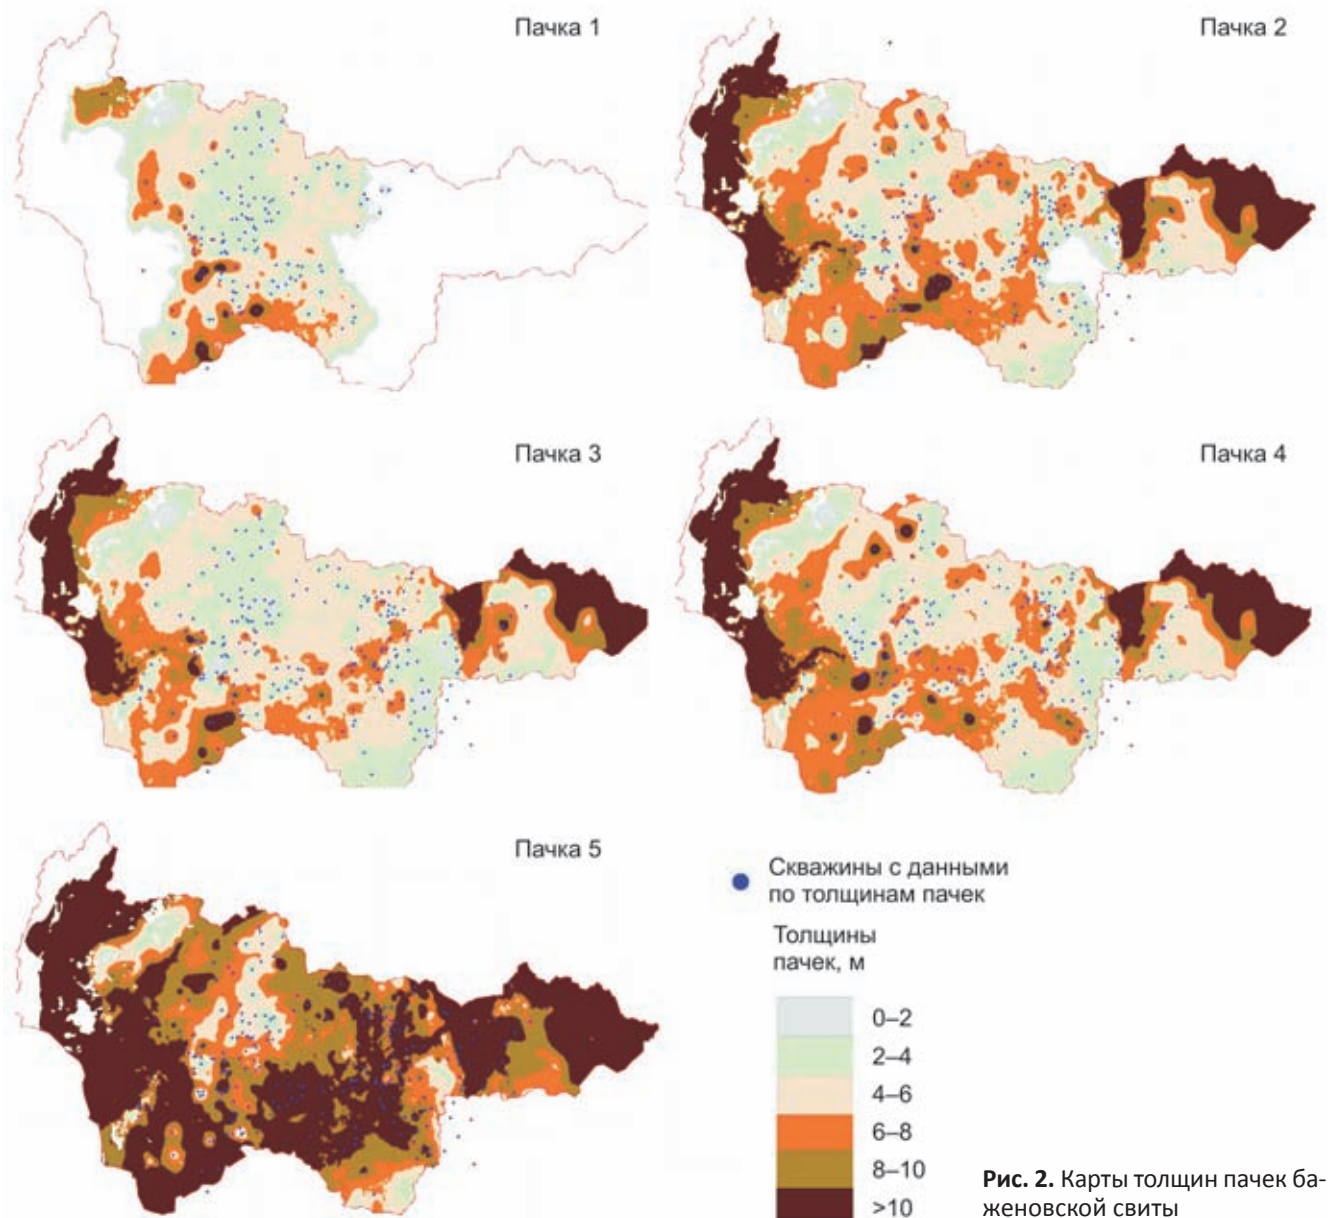 Пачка 1
Пачка 2
Пачка 3
Пачка 4
Пачка 5
Скважины с данными
по толщинам пачек
Толщины
пачек, м
0–2
2–4
4–6
6–8
8–10
>10
Рис. 2. Карты толщин пачек ба-
женовской свиты